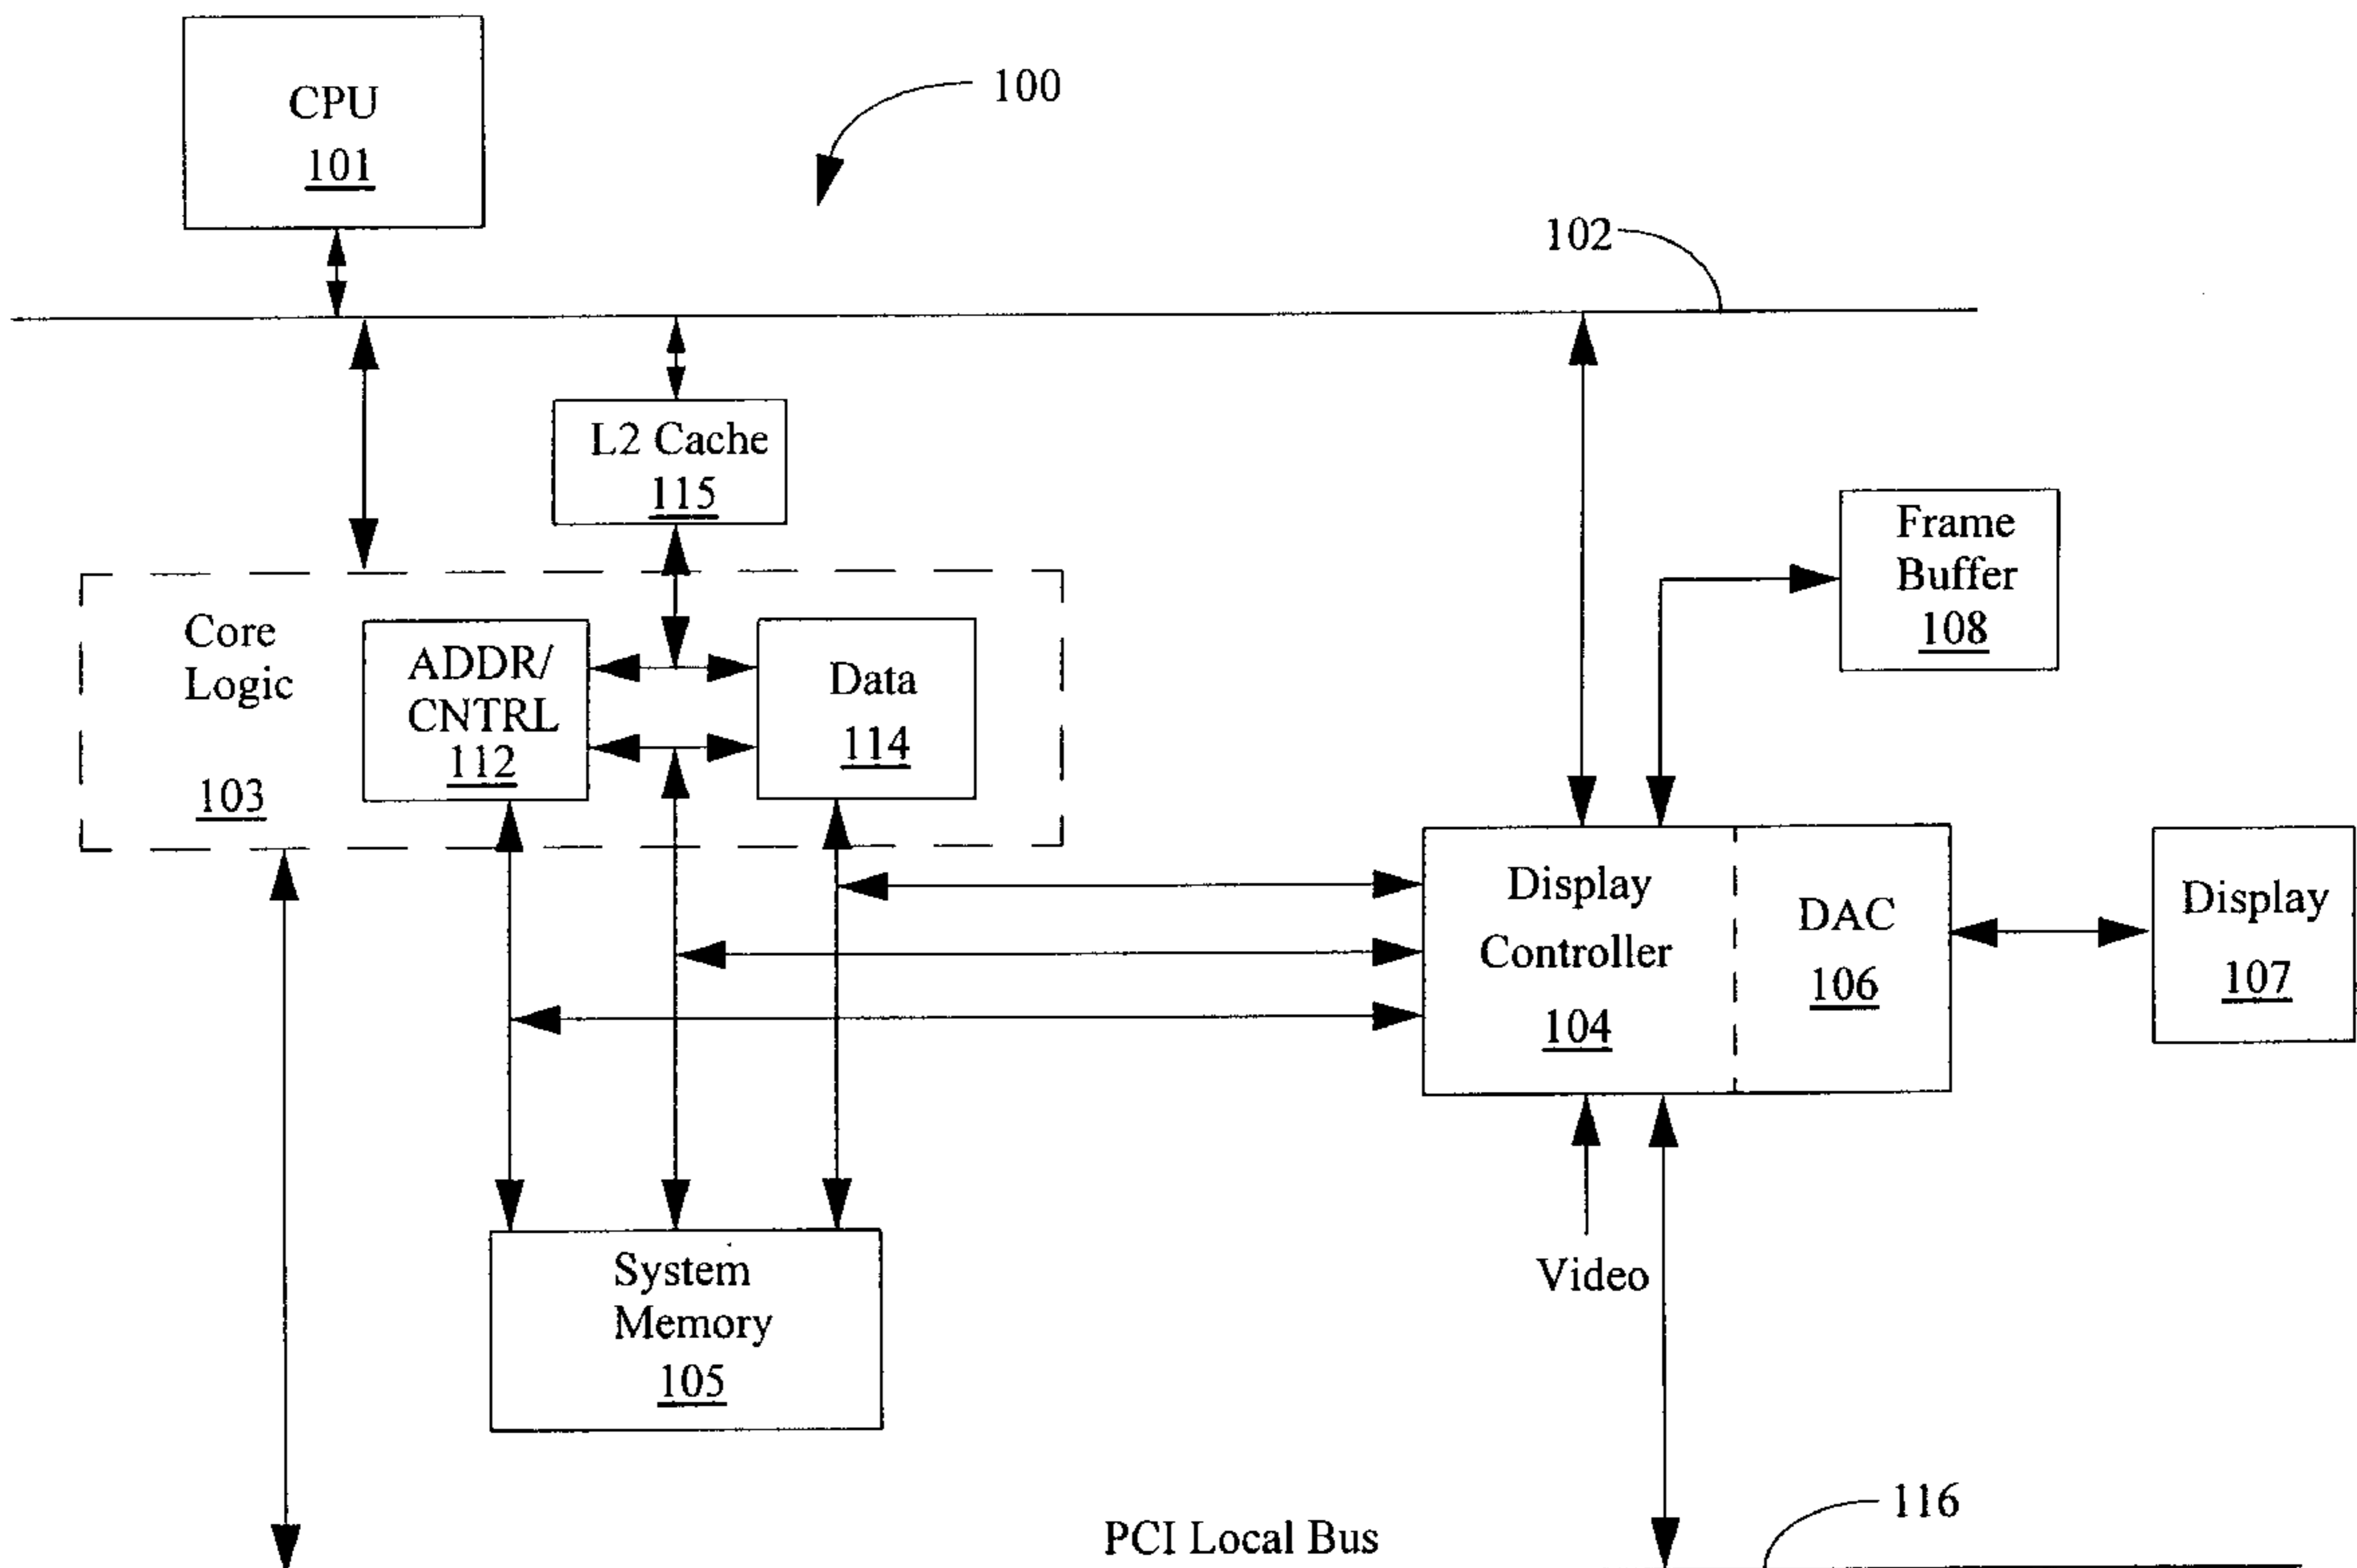 CPU
101
100
102
L2 Cache
115
Frame
Buffer
108
Core
Logic
103
ADDR/
CNTRL
112
Data
114
Display
Controller
104
DAC
106
Display
107
System
Memory
105
Video
PCI Local Bus
116